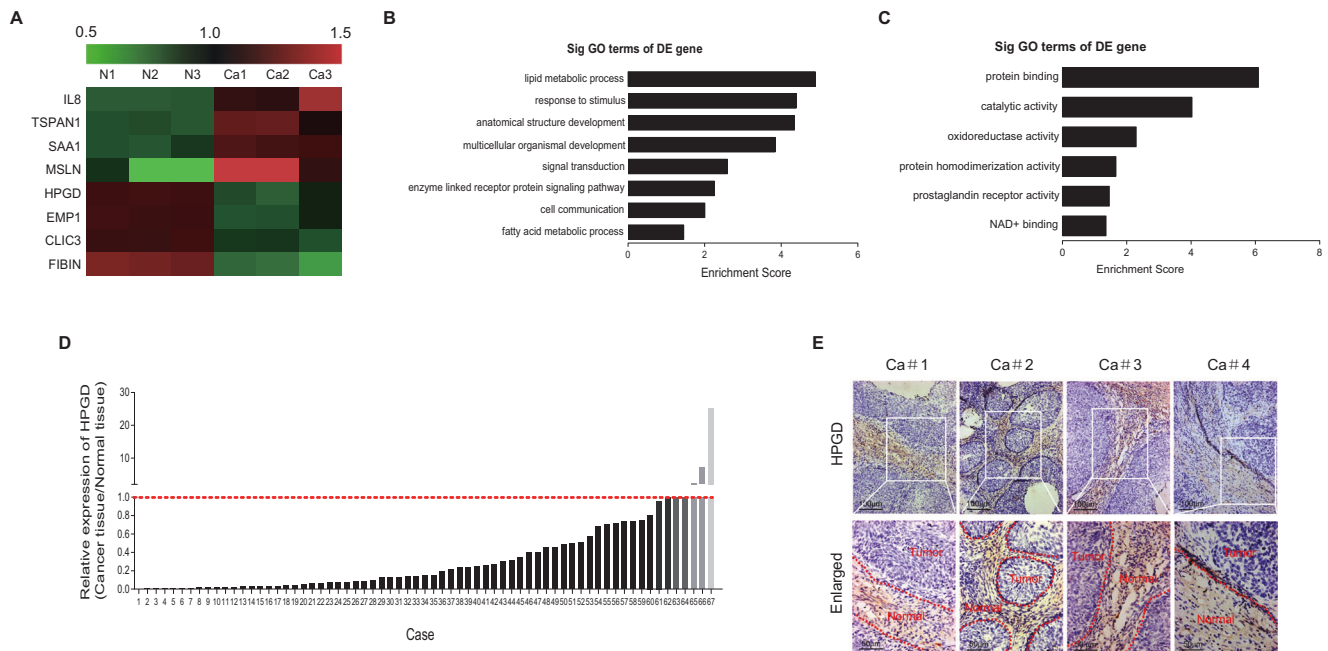 A
0.5 1.0 1.5
N1 N2 N3 Ca1 Ca2 Ca3
IL8
TSPAN1
SAA1
MSLN
HPGD
EMP1
CLIC3
FIBIN
B
Sig GO terms of DE gene
lipid metabolic process
response to stimulus
anatomical structure development
multicellular organismal development
signal transduction
enzyme linked receptor protein signaling pathway
cell communication
fatty acid metabolic process
0 2 4 6
Enrichment Score
C
Sig GO terms of DE gene
protein binding
catalytic activity
oxidoreductase activity
protein homodimerization activity
prostaglandin receptor activity
NAD+ binding
0 2 4 6 8
Enrichment Score
D
Relative expression of HPGD
(Cancer tissue/Normal tissue)
30
20
10
1.0
0.8
0.6
0.4
0.2
0.0
1 2 3 4 5 6 7 8 9 10 11 12 13 14 15 16 17 18 19 20 21 22 23 24 25 26 27 28 29 30 31 32 33 34 35 36 37 38 39 40 41 42 43 44 45 46 47 48 49 50 51 52 53 54 55 56 57 58 59 60 61 62 63 64 65 66 67
Case
E
Ca#1 Ca#2 Ca#3 Ca#4
HPGD
100μm 100μm 100μm 100μm
Enlarged
Tumor
Normal
50μm
Tumor
Normal
50μm
Tumor
Normal
50μm
Tumor
Normal
50μm